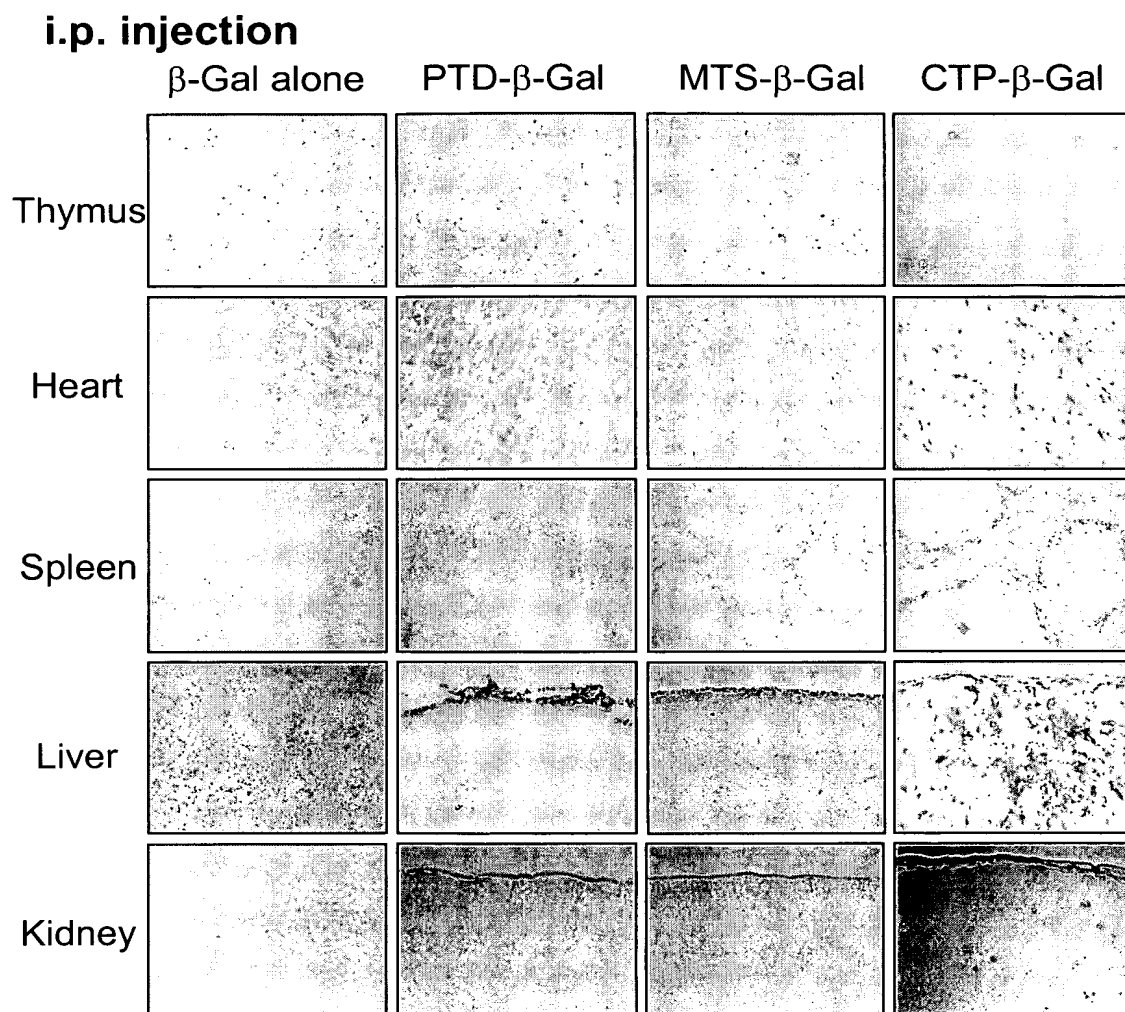 i.p. injection
β-Gal alone PTD-β-Gal MTS-β-Gal CTP-β-Gal
Thymus
Heart
Spleen
Liver
Kidney